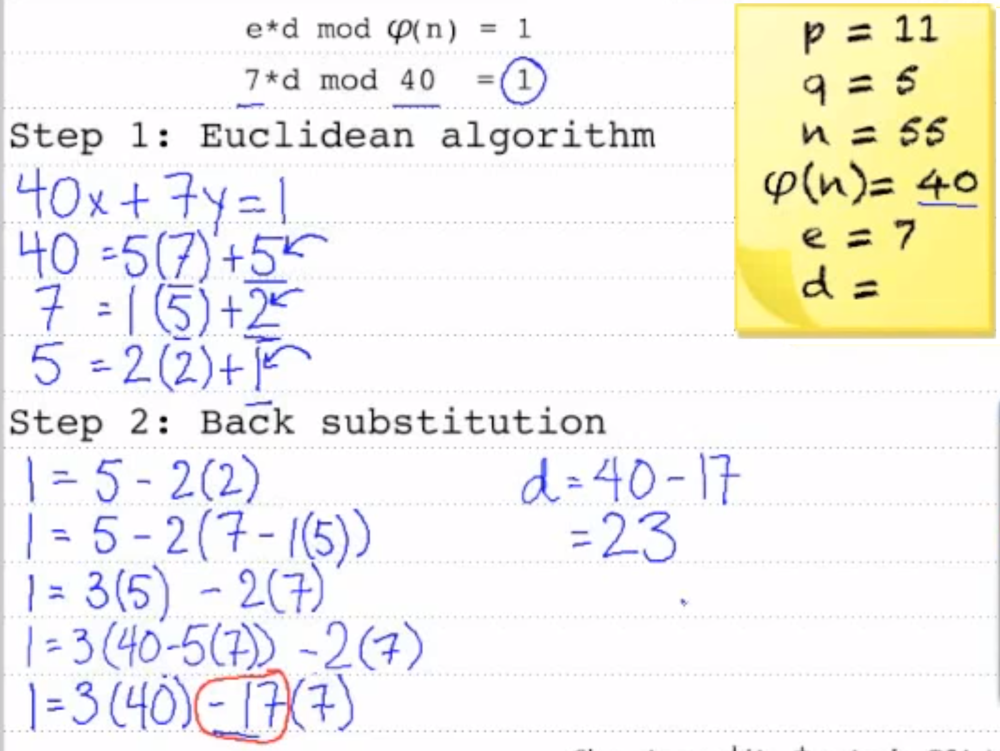 e*d mod φ(n) = 1
7*d mod 40 = 1
Step 1: Euclidean algorithm
40x + 7y = 1
40 = 5(7) + 5
7 = 1(5) + 2
5 = 2(2) + 1
Step 2: Back substitution
1 = 5 - 2(2)
1 = 5 - 2(7 - 1(5))
1 = 3(5) - 2(7)
1 = 3(40-5(7)) - 2(7)
1 = 3(40) - 17(7)
d = 40 - 17
= 23
p = 11
q = 5
n = 55
φ(n) = 40
e = 7
d =